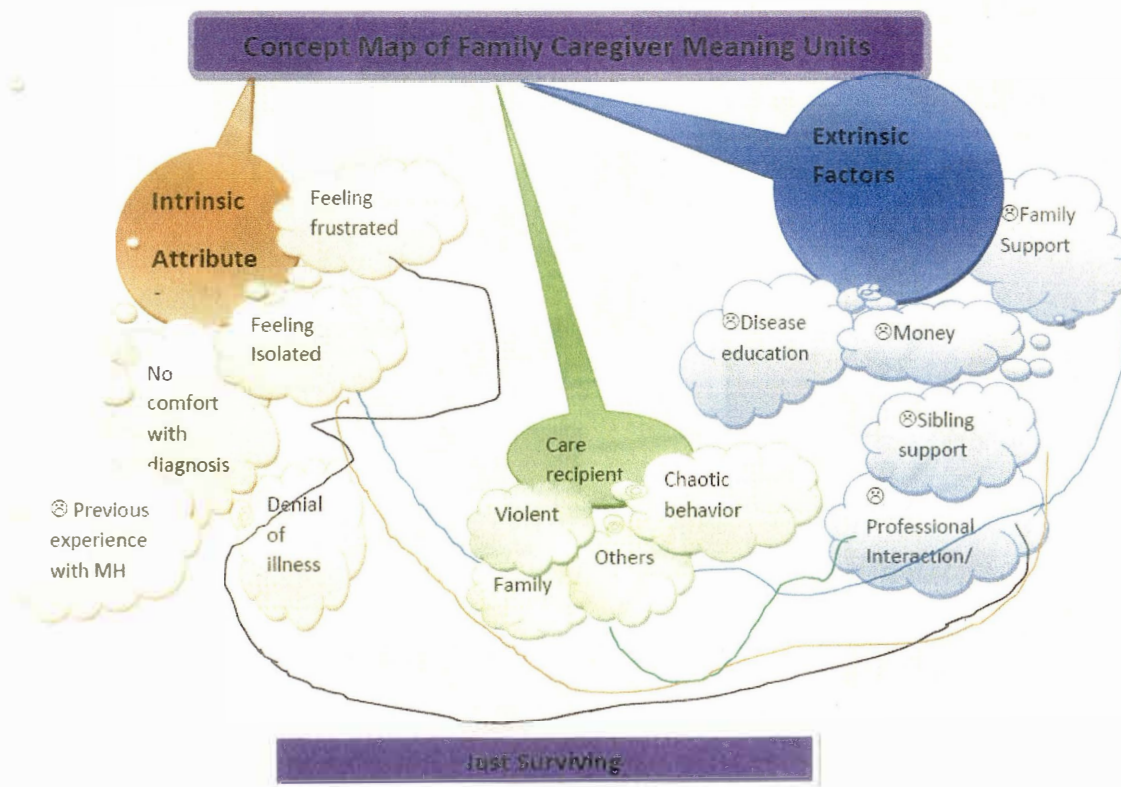 Concept Map of Family Caregiver Meaning Units
Intrinsic
Attribute
Feeling
frustrated
Feeling
Isolated
No
comfort
with
diagnosis
☹ Previous
experience
with MH
Denial
of
illness
Care
recipient
Violent
Chaotic
behavior
Family
Others
Extrinsic
Factors
☹Family
Support
☹Disease
education
☹Money
☹Sibling
support
☹
Professional
Interaction/
Just Surviving